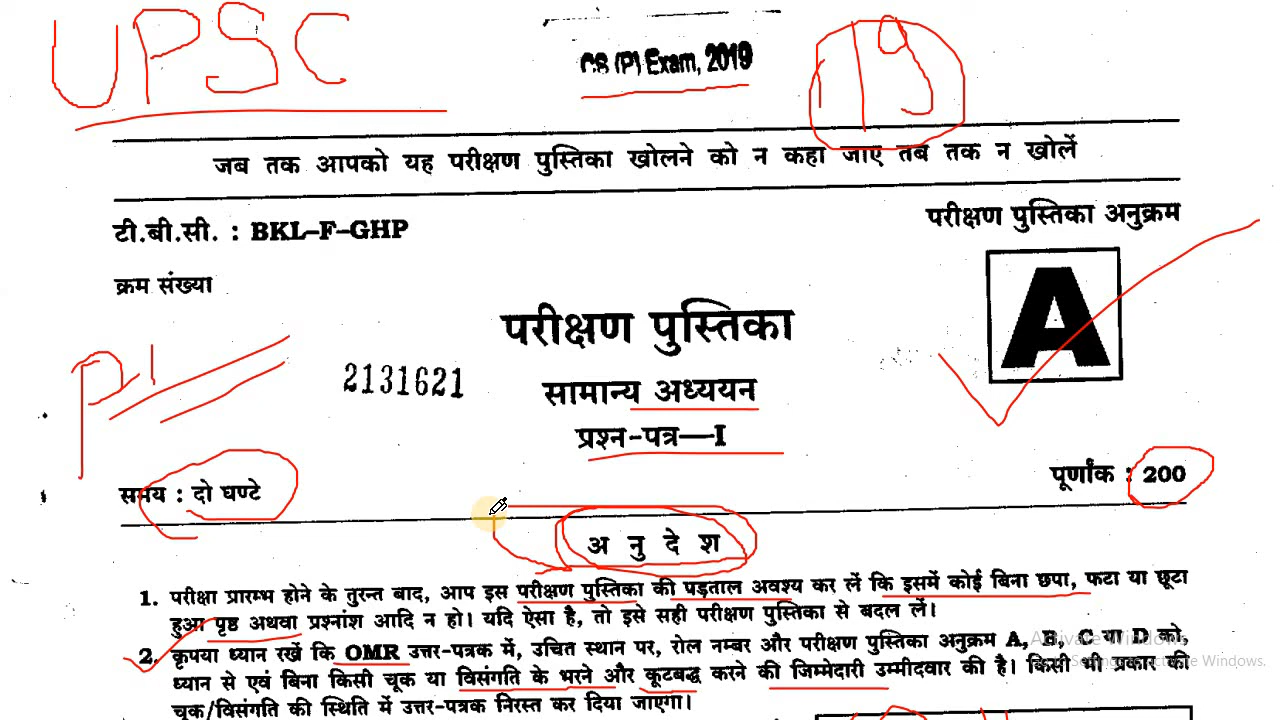 UPSC
CS (P) Exam, 2019
19
जब तक आपको यह परीक्षण पुस्तिका खोलने को न कहा जाए तब तक न खोलें
टी.बी.सी. : BKL-F-GHP
परीक्षण पुस्तिका अनुक्रम
क्रम संख्या
A
परीक्षण पुस्तिका
P1
2131621
सामान्य अध्ययन
प्रश्न-पत्र—I
समय : दो घण्टे
पूर्णांक : 200
अनुदेश
1. परीक्षा प्रारम्भ होने के तुरन्त बाद, आप इस परीक्षण पुस्तिका की पड़ताल अवश्य कर लें कि इसमें कोई बिना छपा, फटा या छूटा
हुआ पृष्ठ अथवा प्रश्नांश आदि न हो। यदि ऐसा है, तो इसे सही परीक्षण पुस्तिका से बदल लें।
2. कृपया ध्यान रखें कि OMR उत्तर-पत्रक में, उचित स्थान पर, रोल नम्बर और परीक्षण पुस्तिका अनुक्रम A, B, C या D को,
ध्यान से एवं बिना किसी चूक या विसंगति के भरने और कूटबद्ध करने की जिम्मेदारी उम्मीदवार की है। किसी भी प्रकार की
चूक/विसंगति की स्थिति में उत्तर-पत्रक निरस्त कर दिया जाएगा।